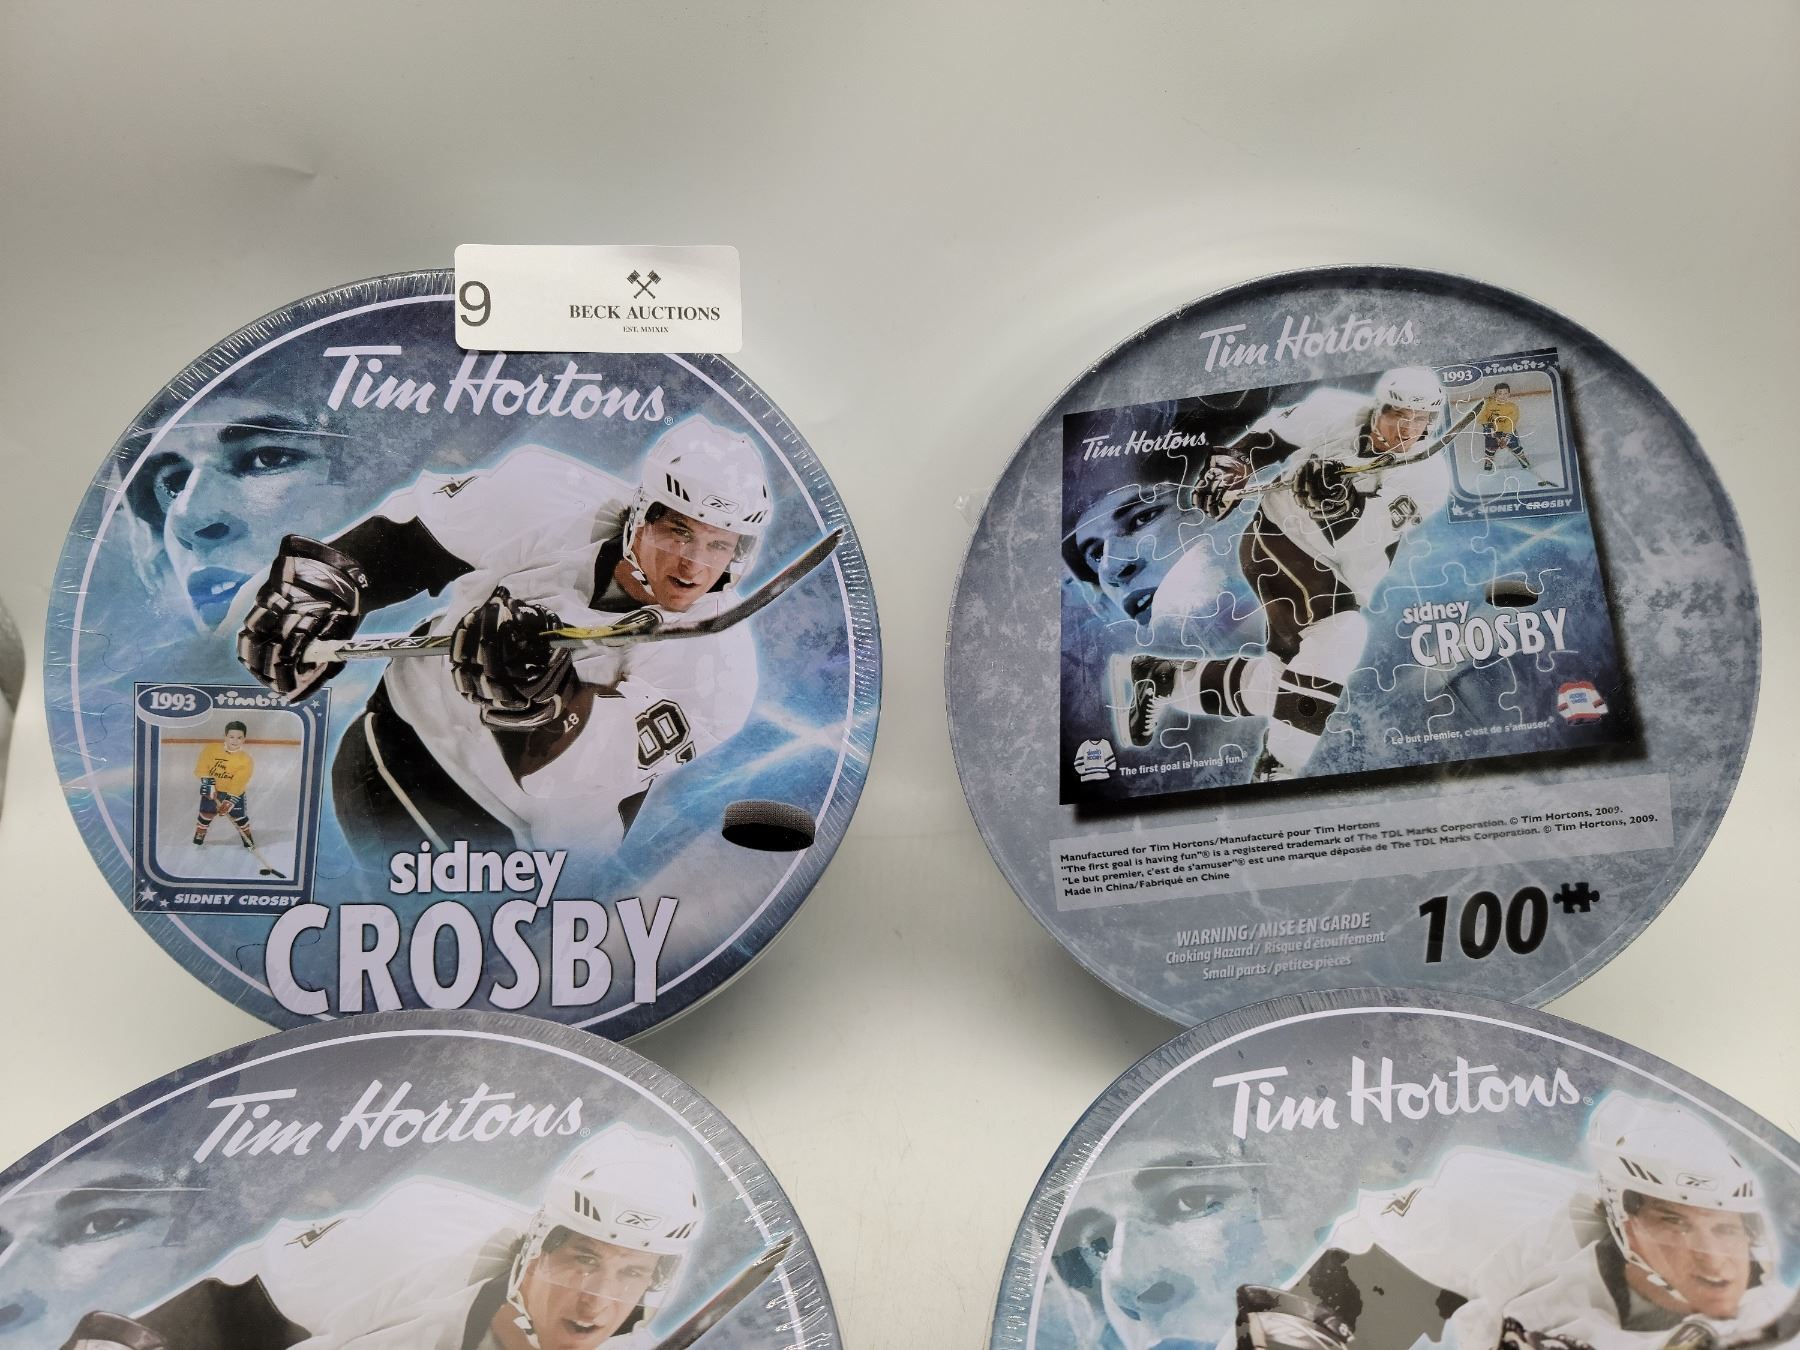 9
BECK AUCTIONS
EST. MMXIX
Tim Hortons®
1993 timbits
Tim Hortons
SIDNEY CROSBY
sidney
CROSBY
87
Tim Hortons®
Tim Hortons®
1993 timbits
SIDNEY CROSBY
sidney
CROSBY
The first goal is having fun.®
Le but premier, c'est de s'amuser.®
Manufactured for Tim Hortons/Manufacturé pour Tim Hortons
"The first goal is having fun"® is a registered trademark of The TDL Marks Corporation. © Tim Hortons, 2009.
"Le but premier, c'est de s'amuser"® est une marque déposée de The TDL Marks Corporation. © Tim Hortons, 2009.
Made in China/Fabriqué en Chine
WARNING/MISE EN GARDE
Choking Hazard/ Risque d'étouffement
Small parts/petites pièces
100
Tim Hortons®
Tim Hortons®